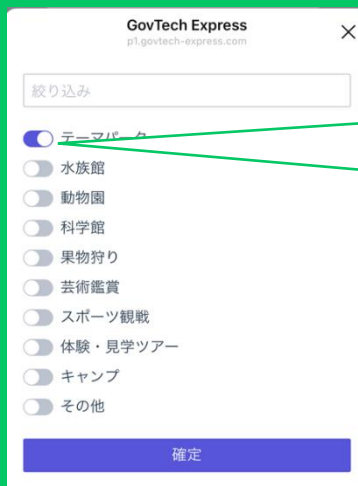 GovTech Express
p1.govtech-express.com
絞り込み
テーマパーク
水族館
動物園
科学館
果物狩り
芸術鑑賞
スポーツ観戦
体験・見学ツアー
キャンプ
その他
確定